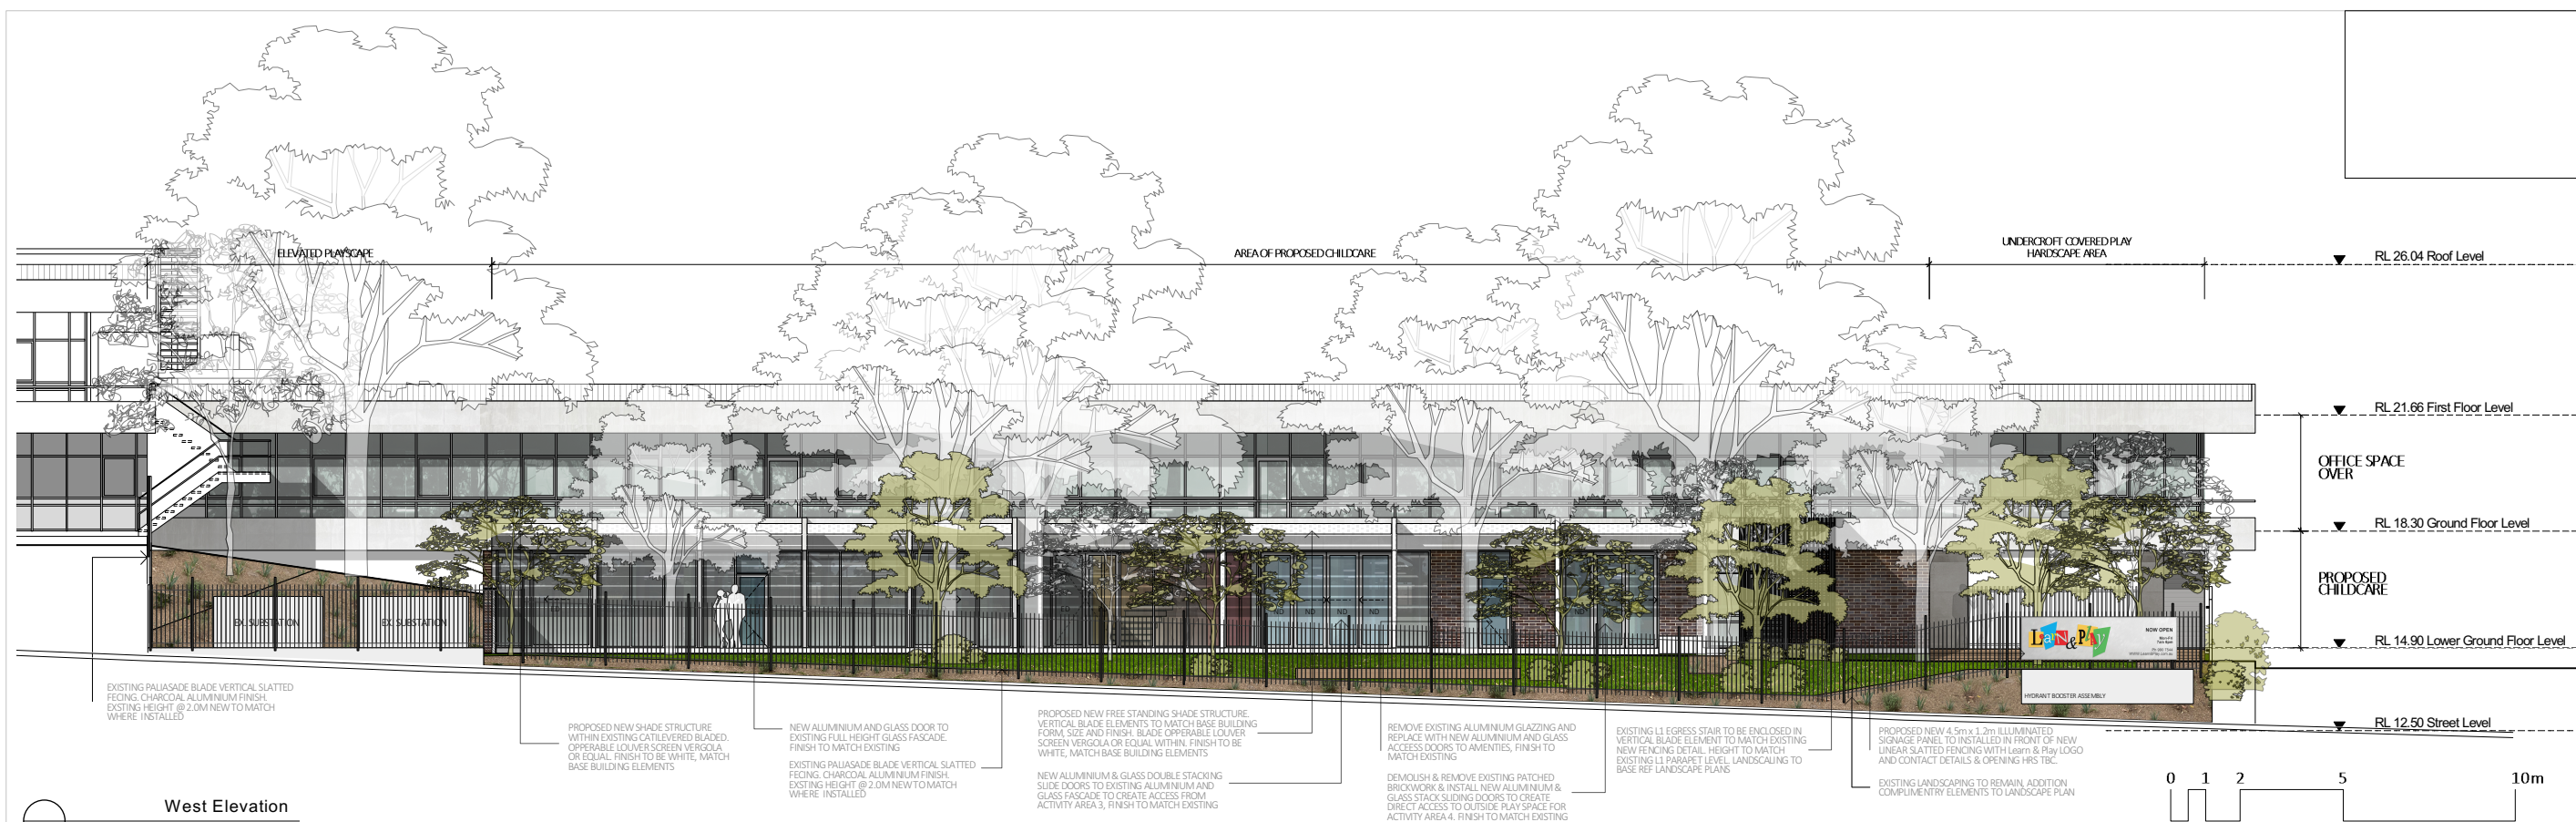 ELEVATED PLAYSCAPE
AREA OF PROPOSED CHILDCARE
UNDERCROFT COVERED PLAY
HARDSCAPE AREA
RL 26.04 Roof Level
RL 21.66 First Floor Level
OFFICE SPACE
OVER
RL 18.30 Ground Floor Level
PROPOSED
CHILDCARE
RL 14.90 Lower Ground Floor Level
RL 12.50 Street Level
EX. SUBSTATION
EX. SUBSTATION
ND
ND
ND
ND
Learn & Play
NOW OPEN
HYDRANT BOOSTER ASSEMBLY
EXISTING PALIASADE BLADE VERTICAL SLATTED
FECING. CHARCOAL ALUMINIUM FINISH.
EXSTING HEIGHT @ 2.0M NEW TO MATCH
WHERE INSTALLED
PROPOSED NEW SHADE STRUCTURE
WITHIN EXISTING CATILEVERED BLADED.
OPPERABLE LOUVER SCREEN VERGOLA
OR EQUAL. FINISH TO BE WHITE, MATCH
BASE BUILDING ELEMENTS
NEW ALUMINIUM AND GLASS DOOR TO
EXISTING FULL HEIGHT GLASS FASCADE.
FINISH TO MATCH EXISTING
EXISTING PALIASADE BLADE VERTICAL SLATTED
FECING. CHARCOAL ALUMINIUM FINISH.
EXSTING HEIGHT @ 2.0M NEW TO MATCH
WHERE INSTALLED
PROPOSED NEW FREE STANDING SHADE STRUCTURE.
VERTICAL BLADE ELEMENTS TO MATCH BASE BUILDING
FORM, SIZE AND FINISH. BLADE OPPERABLE LOUVER
SCREEN VERGOLA OR EQUAL WITHIN. FINISH TO BE
WHITE, MATCH BASE BUILDING ELEMENTS
NEW ALUMINIUM & GLASS DOUBLE STACKING
SLIDE DOORS TO EXISTING ALUMINIUM AND
GLASS FASCADE TO CREATE ACCESS FROM
ACTIVITY AREA 3, FINISH TO MATCH EXISTING
REMOVE EXISTING ALUMINIUM GLAZZING AND
REPLACE WITH NEW ALUMINIUM AND GLASS
ACCEESS DOORS TO AMENTIES, FINISH TO
MATCH EXISTING
DEMOLISH & REMOVE EXISTING PATCHED
BRICKWORK & INSTALL NEW ALUMINIUM &
GLASS STACK SLIDING DOORS TO CREATE
DIRECT ACCESS TO OUTSIDE PLAY SPACE FOR
ACTIVITY AREA 4. FINISH TO MATCH EXISTING
EXISTING L1 EGRESS STAIR TO BE ENCLOSED IN
VERTICAL BLADE ELEMENT TO MATCH EXISTING
NEW FENCING DETAIL. HEIGHT TO MATCH
EXISTING L1 PARAPET LEVEL. LANDSCALING TO
BASE REF LANDSCAPE PLANS
PROPOSED NEW 4.5m x 1.2m ILLUMINATED
SIGNAGE PANEL TO INSTALLED IN FRONT OF NEW
LINEAR SLATTED FENCING WITH Learn & Play LOGO
AND CONTACT DETAILS & OPENING HRS TBC.
EXISTING LANDSCAPING TO REMAIN, ADDITION
COMPLIMENTRY ELEMENTS TO LANDSCAPE PLAN
0 1 2 5 10m
West Elevation